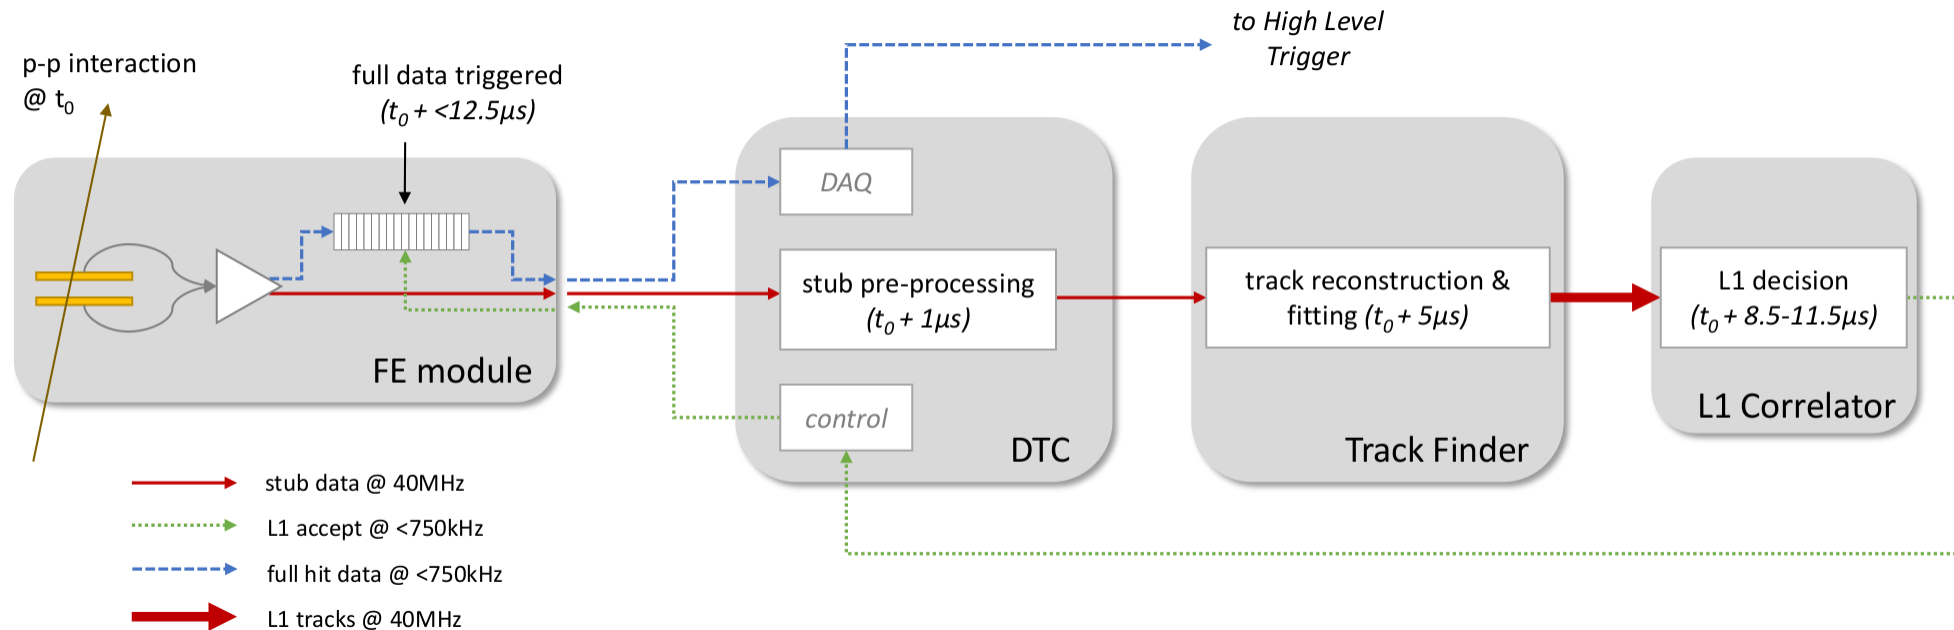 p-p interaction
@ t0
full data triggered
(t0 + <12.5μs)
to High Level
Trigger
DAQ
stub pre-processing
(t0 + 1μs)
control
track reconstruction &
fitting (t0 + 5μs)
L1 decision
(t0 + 8.5-11.5μs)
FE module
DTC
Track Finder
L1 Correlator
stub data @ 40MHz
L1 accept @ <750kHz
full hit data @ <750kHz
L1 tracks @ 40MHz